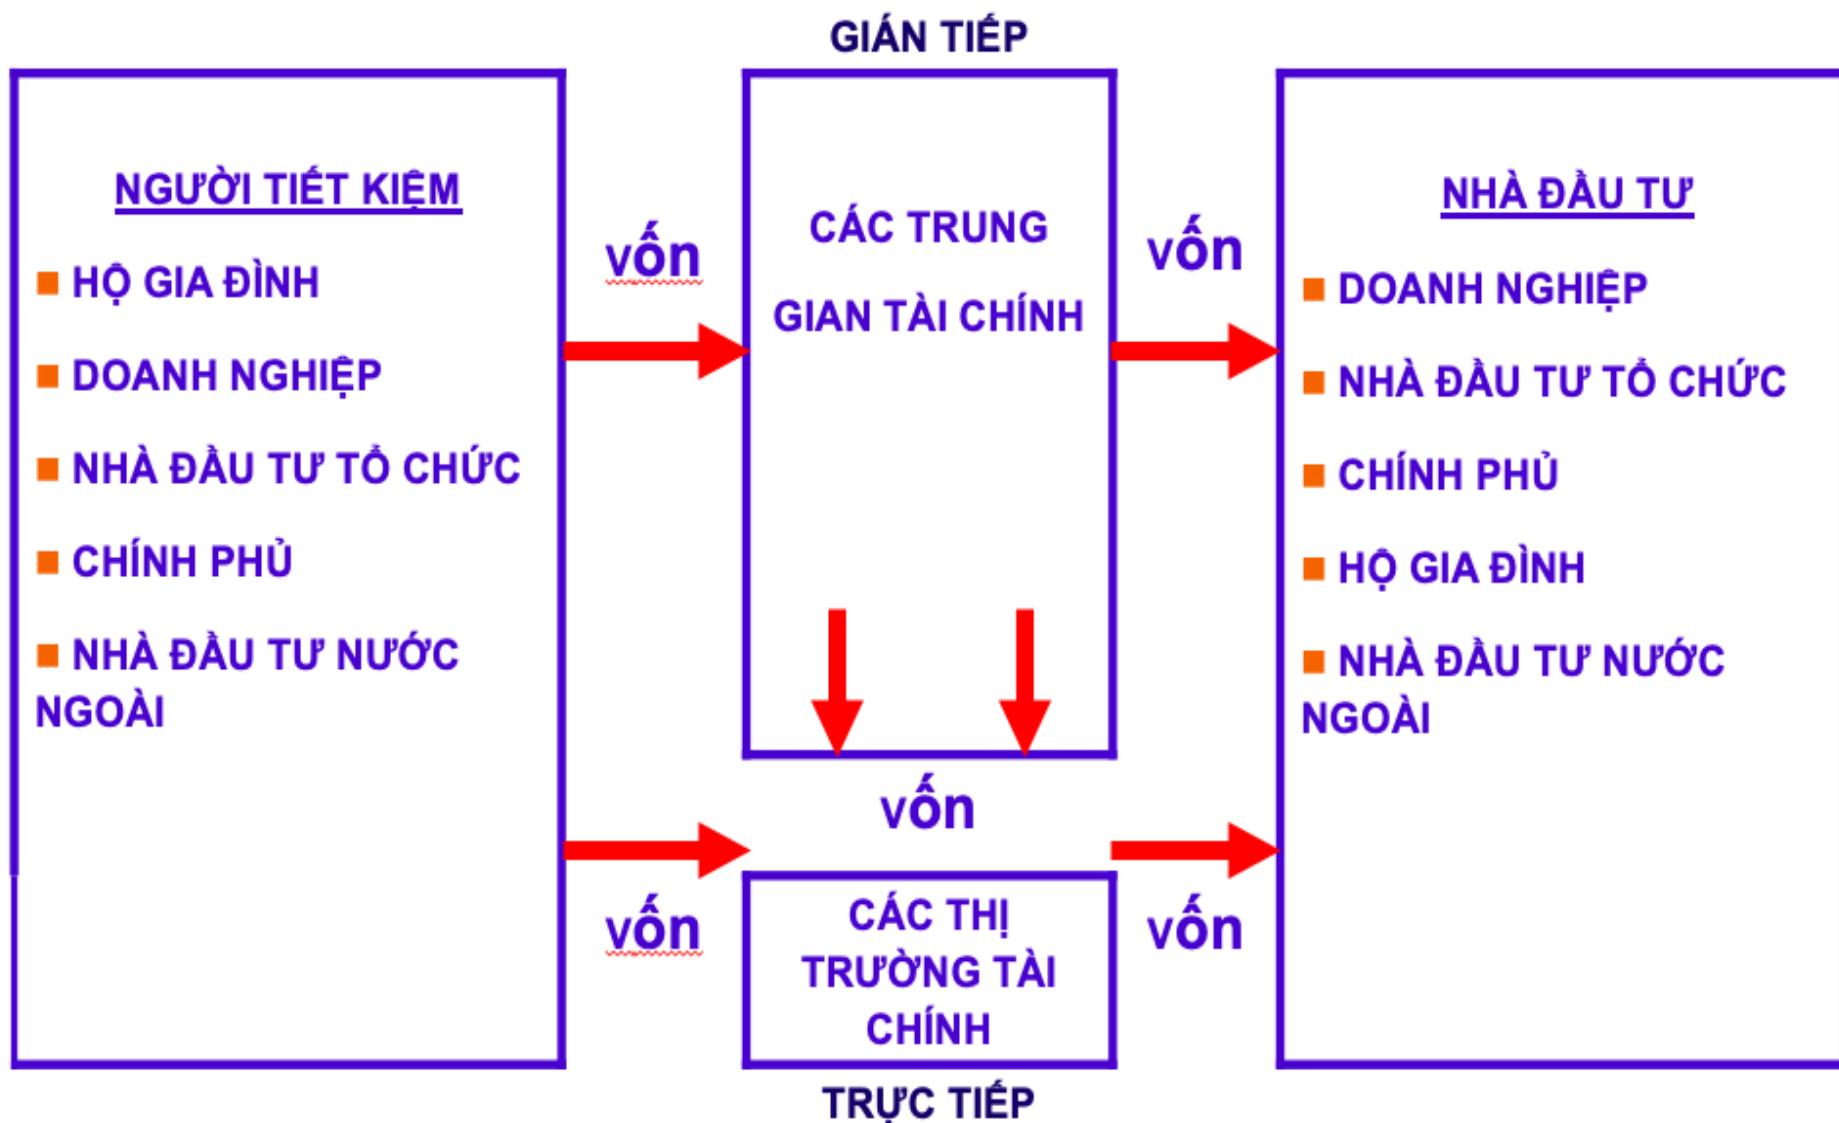 GIÁN TIẾP
NGƯỜI TIẾT KIỆM
HỘ GIA ĐÌNH
DOANH NGHIỆP
NHÀ ĐẦU TƯ TỔ CHỨC
CHÍNH PHỦ
NHÀ ĐẦU TƯ NƯỚC
NGOÀI
vốn
vốn
CÁC TRUNG
GIAN TÀI CHÍNH
vốn
CÁC THỊ
TRƯỜNG TÀI
CHÍNH
vốn
vốn
NHÀ ĐẦU TƯ
DOANH NGHIỆP
NHÀ ĐẦU TƯ TỔ CHỨC
CHÍNH PHỦ
HỘ GIA ĐÌNH
NHÀ ĐẦU TƯ NƯỚC
NGOÀI
TRỰC TIẾP